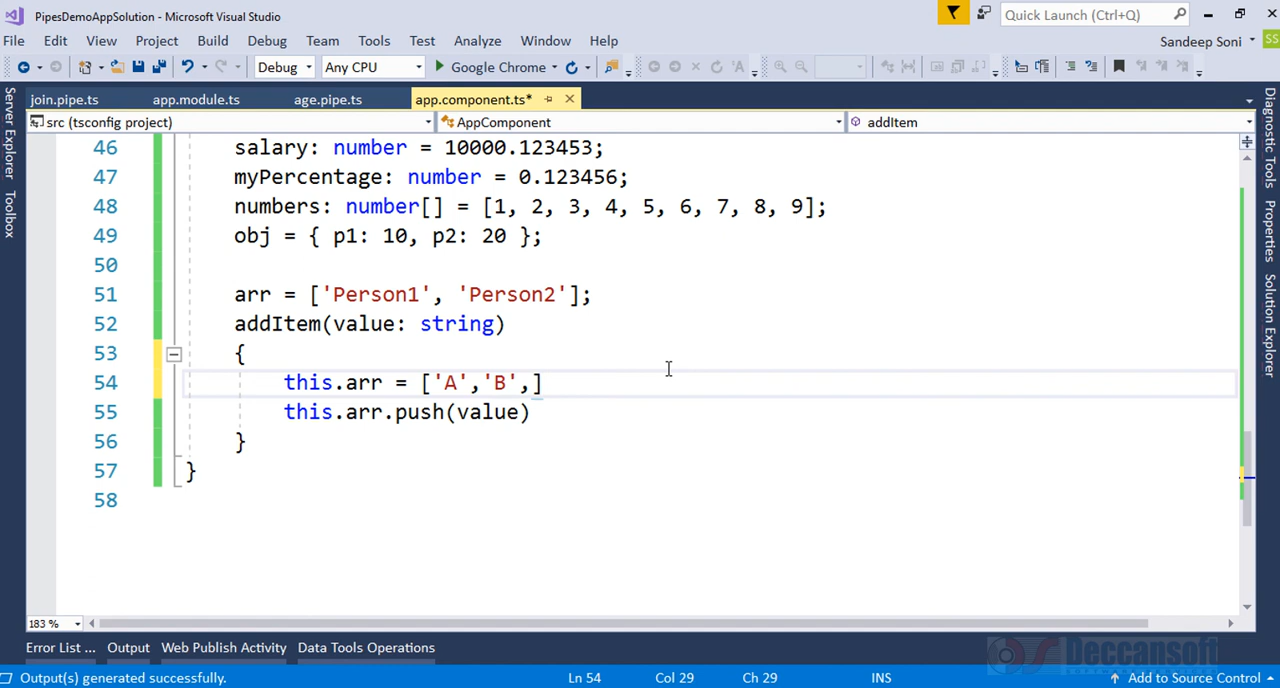 PipesDemoAppSolution - Microsoft Visual Studio
Quick Launch (Ctrl+Q)
File Edit View Project Build Debug Team Tools Test Analyze Window Help
Sandeep Soni
SS
Debug Any CPU Google Chrome
join.pipe.ts app.module.ts age.pipe.ts app.component.ts*
src (tsconfig project) AppComponent addItem
Server Explorer
Toolbox
Diagnostic Tools
Properties
Solution Explorer
46 salary: number = 10000.123453;
47 myPercentage: number = 0.123456;
48 numbers: number[] = [1, 2, 3, 4, 5, 6, 7, 8, 9];
49 obj = { p1: 10, p2: 20 };
50
51 arr = ['Person1', 'Person2'];
52 addItem(value: string)
53 {
54 this.arr = ['A','B',]
55 this.arr.push(value)
56 }
57 }
58
183 %
Error List ... Output Web Publish Activity Data Tools Operations
Deccansoft
Output(s) generated successfully. Ln 54 Col 29 Ch 29 INS Add to Source Control